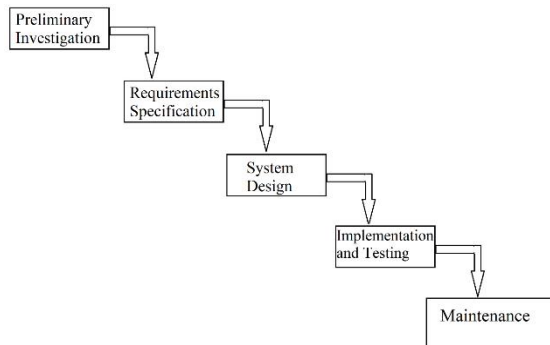 Preliminary
Investigation
Requirements
Specification
System
Design
Implementation
and Testing
Maintenance